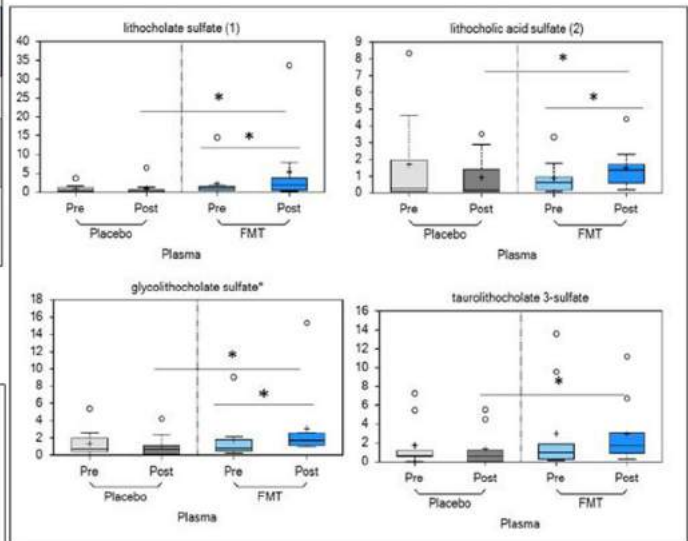 lithocholate sulfate (1)
40
35
30
25
20
15
10
5
0
*
*
Pre Post Pre Post
Placebo FMT
Plasma
lithocholic acid sulfate (2)
9
8
7
6
5
4
3
2
1
0
*
*
Pre Post Pre Post
Placebo FMT
Plasma
glycolithocholate sulfate*
18
16
14
12
10
8
6
4
2
0
*
*
Pre Post Pre Post
Placebo FMT
Plasma
taurolithocholate 3-sulfate
16
14
12
10
8
6
4
2
0
*
Pre Post Pre Post
Placebo FMT
Plasma